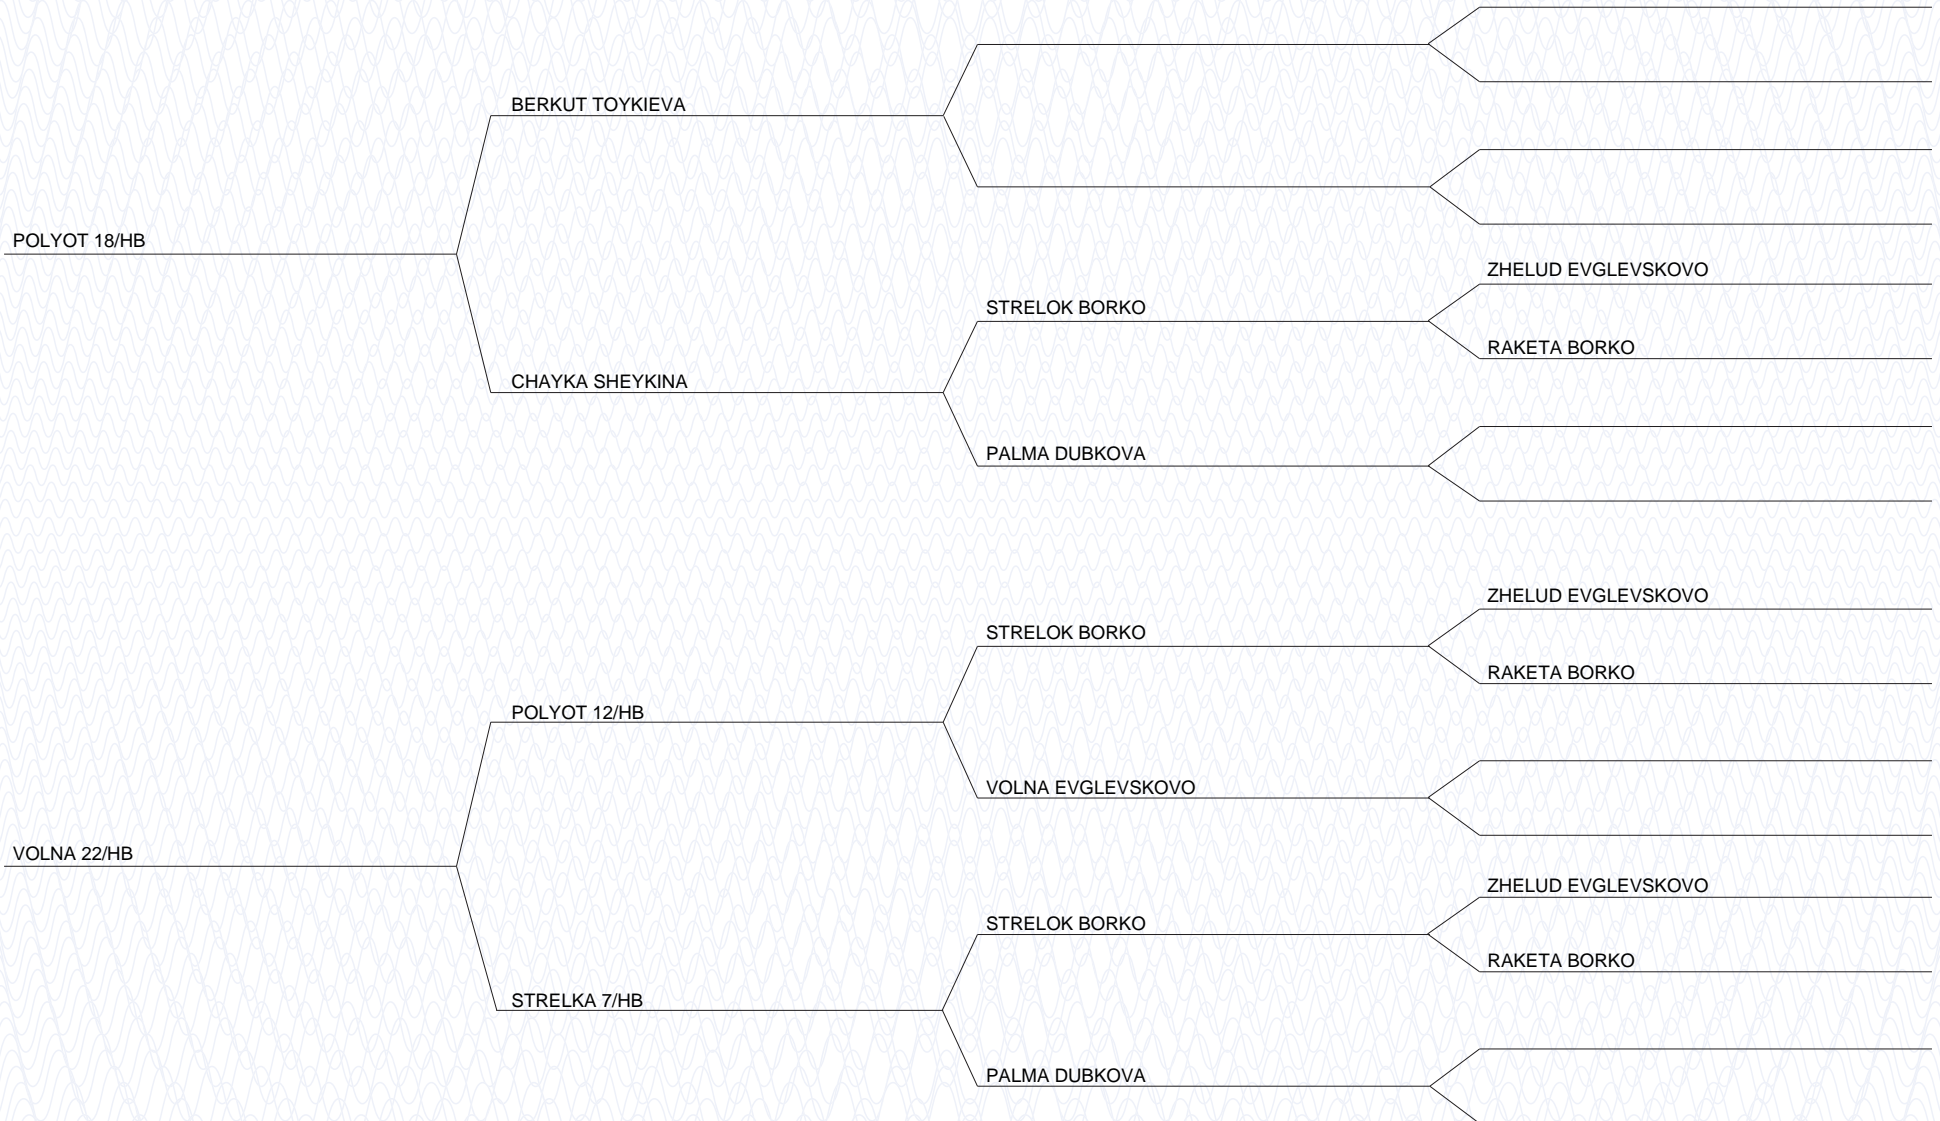 BERKUT TOYKIEVA
POLYOT 18/HB
ZHELUD EVGLEVSKOVO
STRELOK BORKO
RAKETA BORKO
CHAYKA SHEYKINA
PALMA DUBKOVA
ZHELUD EVGLEVSKOVO
STRELOK BORKO
RAKETA BORKO
POLYOT 12/HB
VOLNA EVGLEVSKOVO
VOLNA 22/HB
ZHELUD EVGLEVSKOVO
STRELOK BORKO
RAKETA BORKO
STRELKA 7/HB
PALMA DUBKOVA